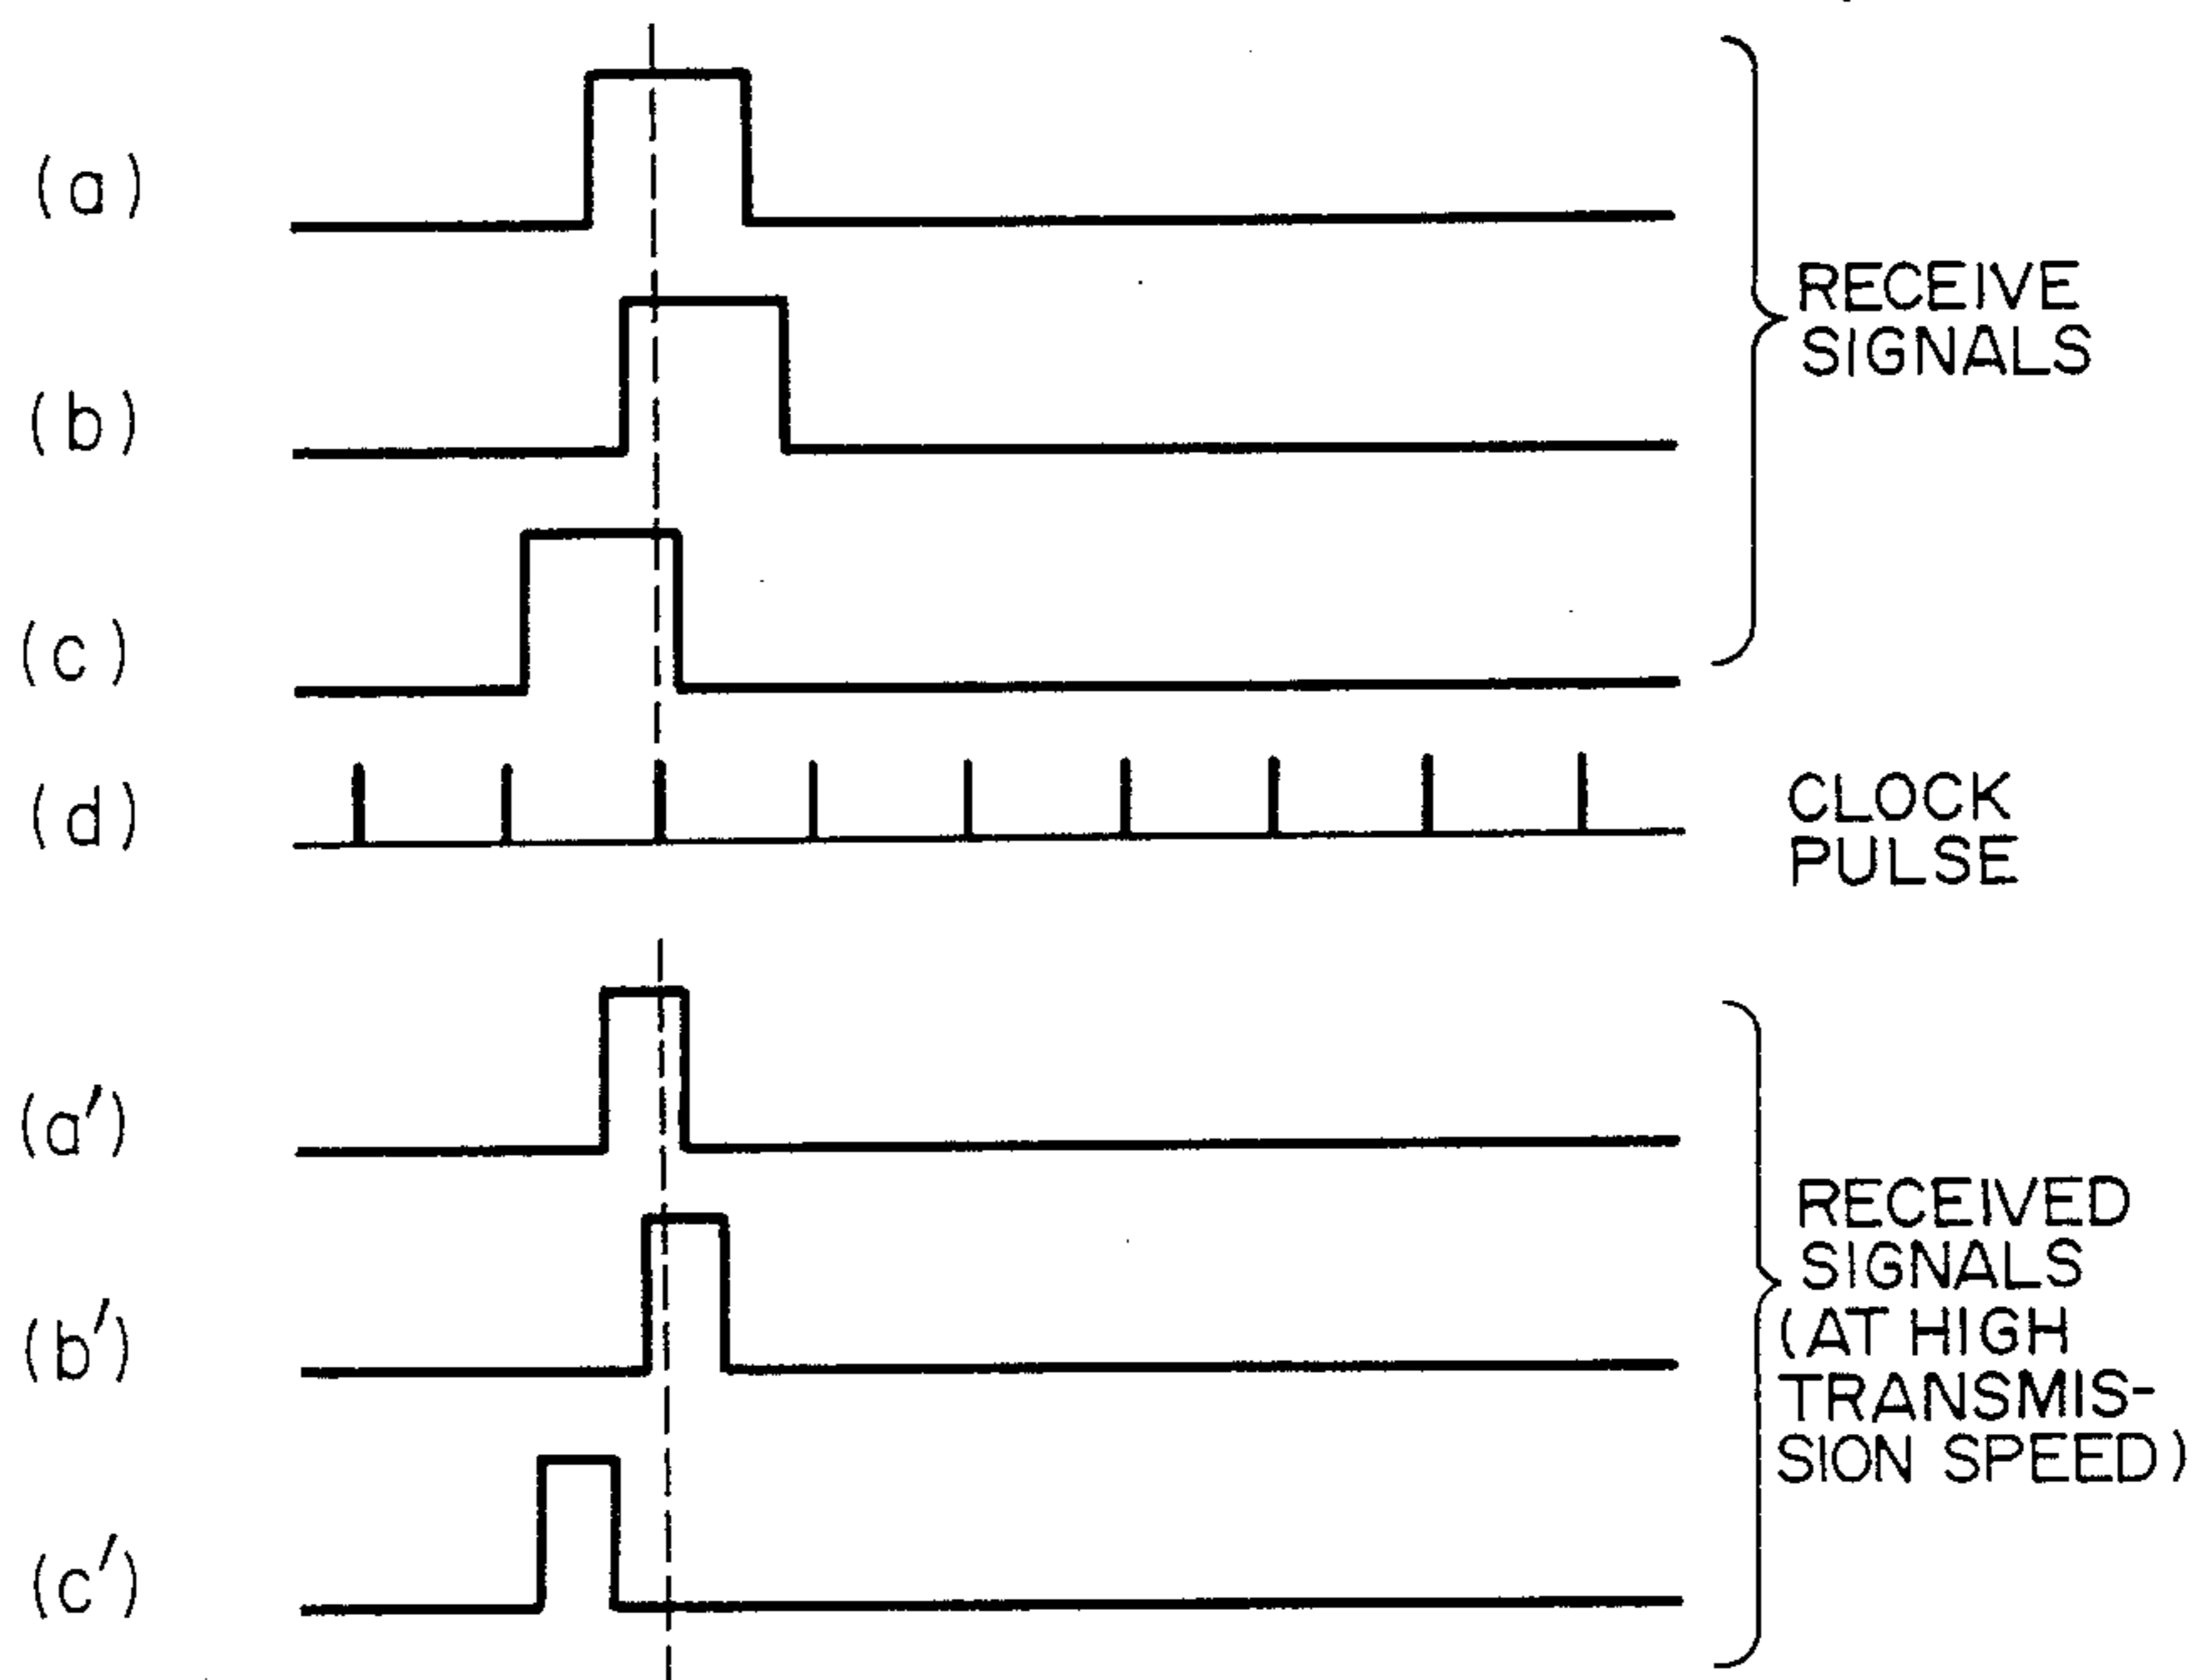 (a)
RECEIVE
SIGNALS
(b)
(c)
(d)
CLOCK
PULSE
(a′)
RECEIVED
SIGNALS
(AT HIGH
TRANSMIS-
SION SPEED)
(b′)
(c′)